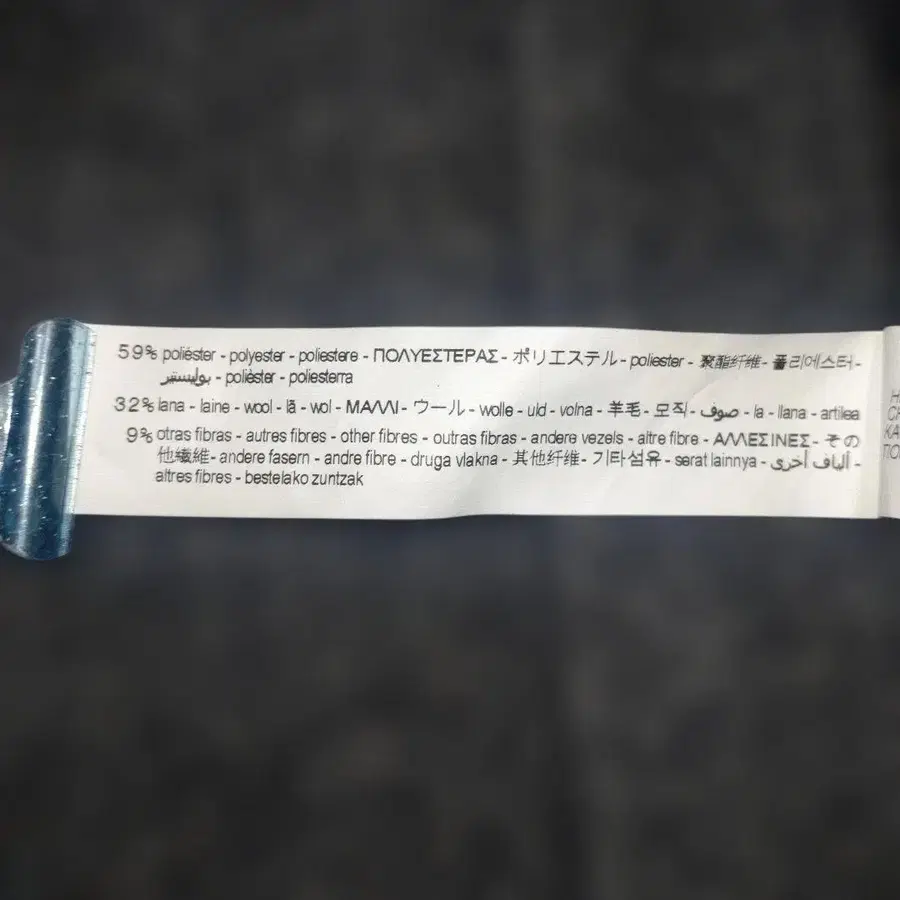 59% poliéster - polyester - poliestere - ΠΟΛΥΕΣΤΕΡΑΣ - ポリエステル - poliester - 聚酯纤维 - 폴리에스터 -
بوليستير - polièster - poliesterra
32% lana - laine - wool - lã - wol - ΜΑΛΛΙ - ウール - wolle - uld - volna - 羊毛 - 모직 - صوف - la - llana - artilea
9% otras fibras - autres fibres - other fibres - outras fibras - andere vezels - altre fibre - ΑΛΛΕΣ ΙΝΕΣ - その
他繊維 - andere fasern - andre fibre - druga vlakna - 其他纤维 - 기타섬유 - serat lainnya - ألياف أخرى -
altres fibres - bestelako zuntzak